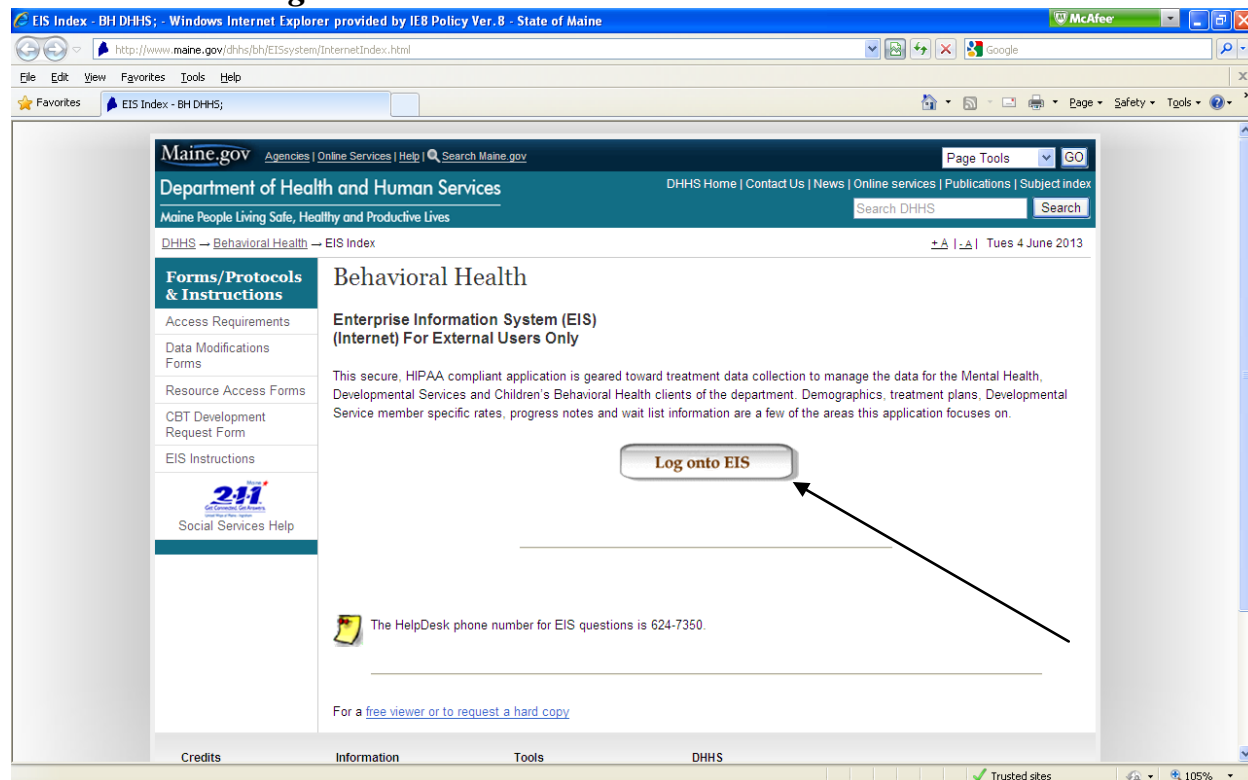 EIS Index - BH DHHS; - Windows Internet Explorer provided by IE8 Policy Ver. 8 - State of Maine
McAfee
http://www.maine.gov/dhhs/bh/EISsystem/InternetIndex.html
Google
File Edit View Favorites Tools Help
Favorites
EIS Index - BH DHHS;
Page Safety Tools
Maine.gov Agencies | Online Services | Help | Search Maine.gov
Page Tools GO
Department of Health and Human Services
DHHS Home | Contact Us | News | Online services | Publications | Subject index
Maine People Living Safe, Healthy and Productive Lives
Search DHHS Search
DHHS → Behavioral Health → EIS Index
+ A | - A | Tues 4 June 2013
Forms/Protocols
& Instructions
Access Requirements
Data Modifications
Forms
Resource Access Forms
CBT Development
Request Form
EIS Instructions
Maine
211
Get Connected. Get Answers.
Social Services Help
Behavioral Health
Enterprise Information System (EIS)
(Internet) For External Users Only
This secure, HIPAA compliant application is geared toward treatment data collection to manage the data for the Mental Health,
Developmental Services and Children's Behavioral Health clients of the department. Demographics, treatment plans, Developmental
Service member specific rates, progress notes and wait list information are a few of the areas this application focuses on.
Log onto EIS
The HelpDesk phone number for EIS questions is 624-7350.
For a free viewer or to request a hard copy
Credits Information Tools DHHS
Trusted sites
105%